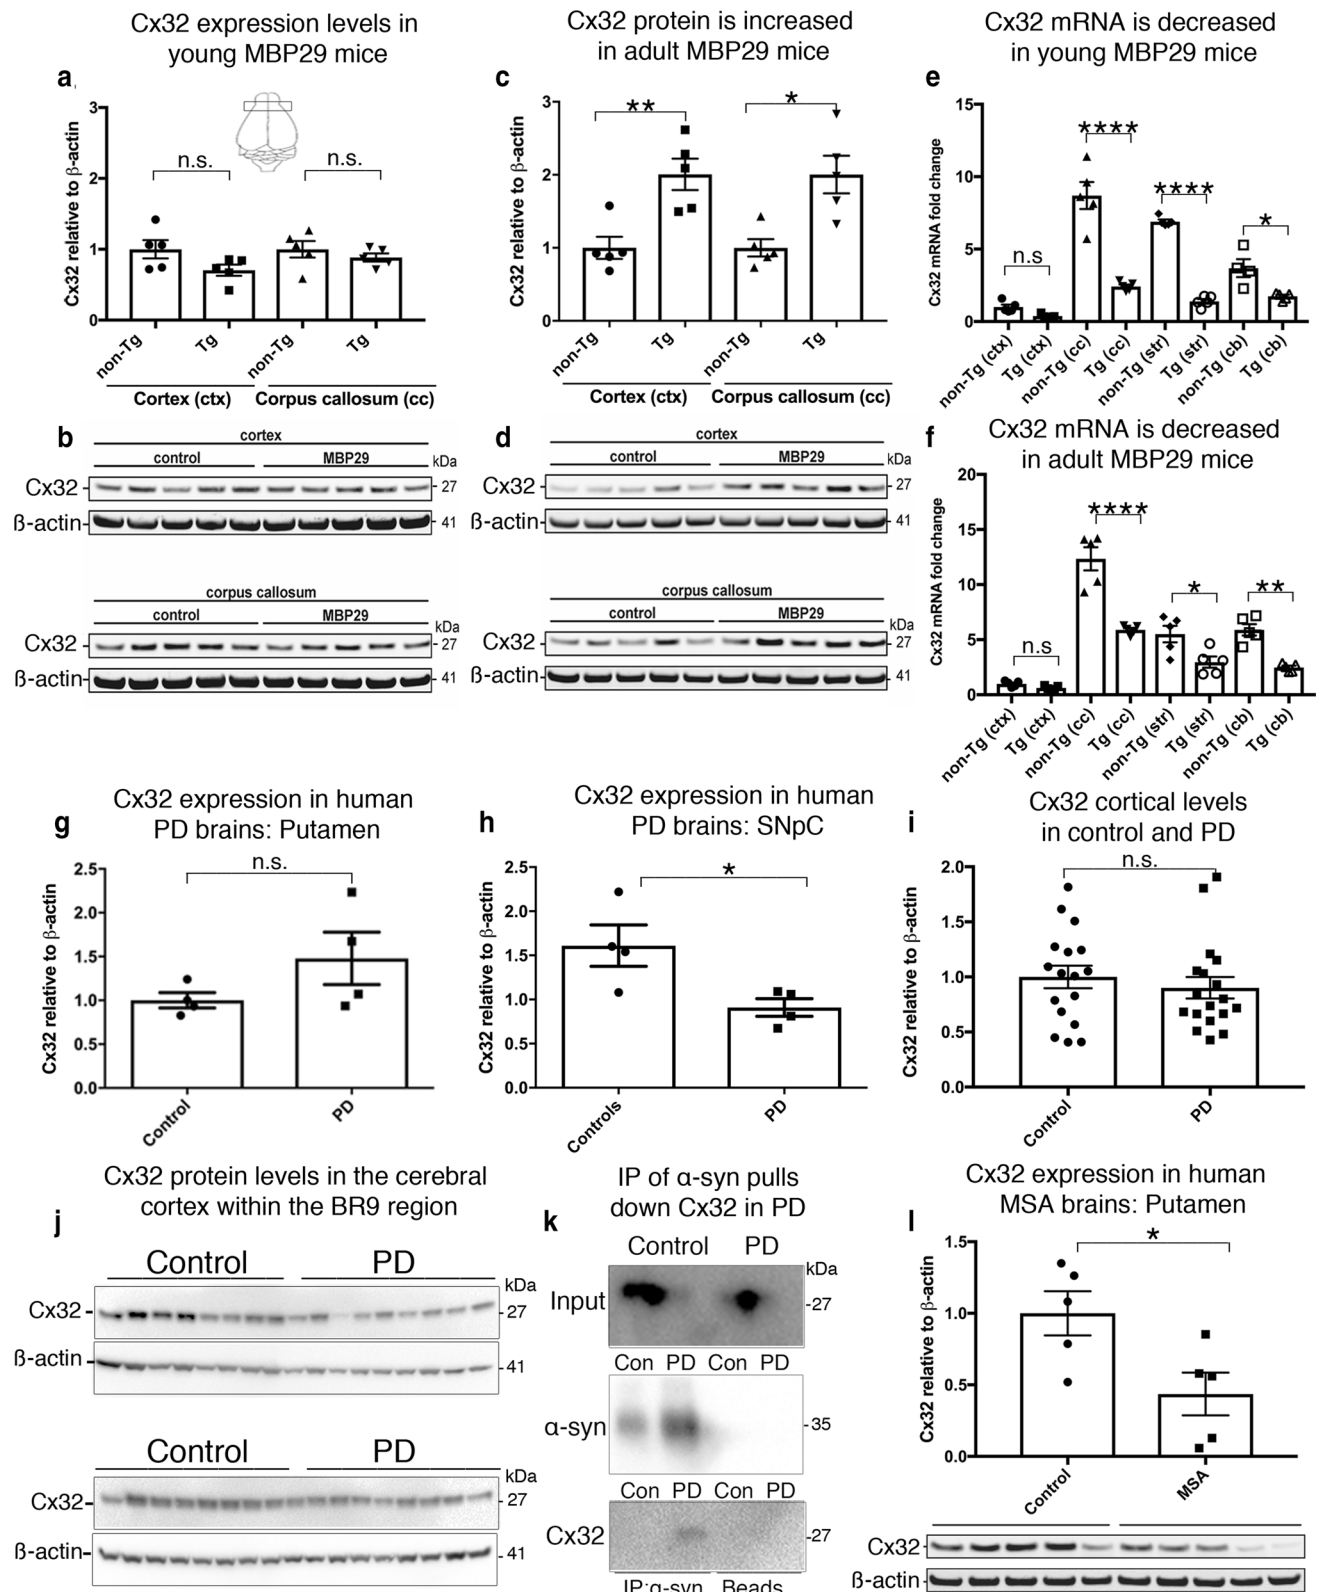 Cx32 expression levels in
young MBP29 mice
a
Cx32 relative to β-actin
3
2
1
0
n.s.
n.s.
non-Tg
Tg
non-Tg
Tg
Cortex (ctx)
Corpus callosum (cc)
b
cortex
control
MBP29
kDa
Cx32
27
ß-actin
41
corpus callosum
control
MBP29
kDa
Cx32
27
ß-actin
41
Cx32 protein is increased
in adult MBP29 mice
c
Cx32 relative to β-actin
3
2
1
0
**
*
non-Tg
Tg
non-Tg
Tg
Cortex (ctx)
Corpus callosum (cc)
d
cortex
control
MBP29
kDa
Cx32
27
ß-actin
41
corpus callosum
control
MBP29
kDa
Cx32
27
ß-actin
41
Cx32 mRNA is decreased
in young MBP29 mice
e
Cx32 mRNA fold change
15
10
5
0
n.s
****
****
*
non-Tg (ctx)
Tg (ctx)
non-Tg (cc)
Tg (cc)
non-Tg (str)
Tg (str)
non-Tg (cb)
Tg (cb)
f
Cx32 mRNA is decreased
in adult MBP29 mice
Cx32 mRNA fold change
20
15
10
5
0
n.s
****
*
**
non-Tg (ctx)
Tg (ctx)
non-Tg (cc)
Tg (cc)
non-Tg (str)
Tg (str)
non-Tg (cb)
Tg (cb)
Cx32 expression in human
PD brains: Putamen
g
Cx32 relative to β-actin
2.5
2.0
1.5
1.0
0.5
0.0
n.s.
Control
PD
Cx32 expression in human
PD brains: SNpC
h
Cx32 relative to β-actin
2.5
2.0
1.5
1.0
0.5
0.0
*
Controls
PD
Cx32 cortical levels
in control and PD
i
Cx32 relative to β-actin
2.0
1.5
1.0
0.5
0.0
n.s.
Control
PD
Cx32 protein levels in the cerebral
cortex within the BR9 region
j
Control
PD
kDa
Cx32
27
ß-actin
41
Control
PD
kDa
Cx32
27
ß-actin
41
IP of α-syn pulls
down Cx32 in PD
k
Control
PD
kDa
Input
-27
Con PD Con PD
α-syn
-35
Con PD Con PD
Cx32
-27
IP:α-syn Beads
Cx32 expression in human
MSA brains: Putamen
l
Cx32 relative to β-actin
1.5
1.0
0.5
0.0
*
Control
MSA
Cx32
ß-actin